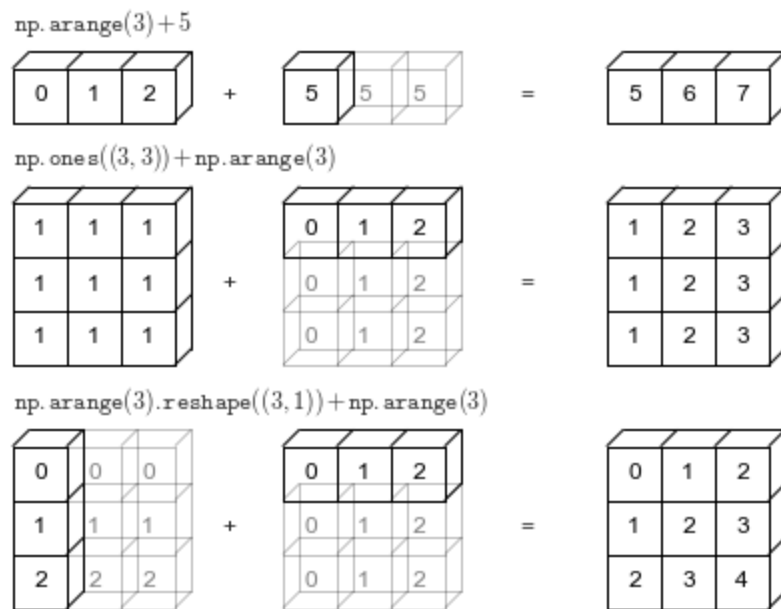 np.arange(3)+5
0 1 2 + 5 5 5 = 5 6 7
np.ones((3,3))+np.arange(3)
1 1 1 0 1 2 1 2 3
1 1 1 + 0 1 2 = 1 2 3
1 1 1 0 1 2 1 2 3
np.arange(3).reshape((3,1))+np.arange(3)
0 0 0 0 1 2 0 1 2
1 1 1 + 0 1 2 = 1 2 3
2 2 2 0 1 2 2 3 4